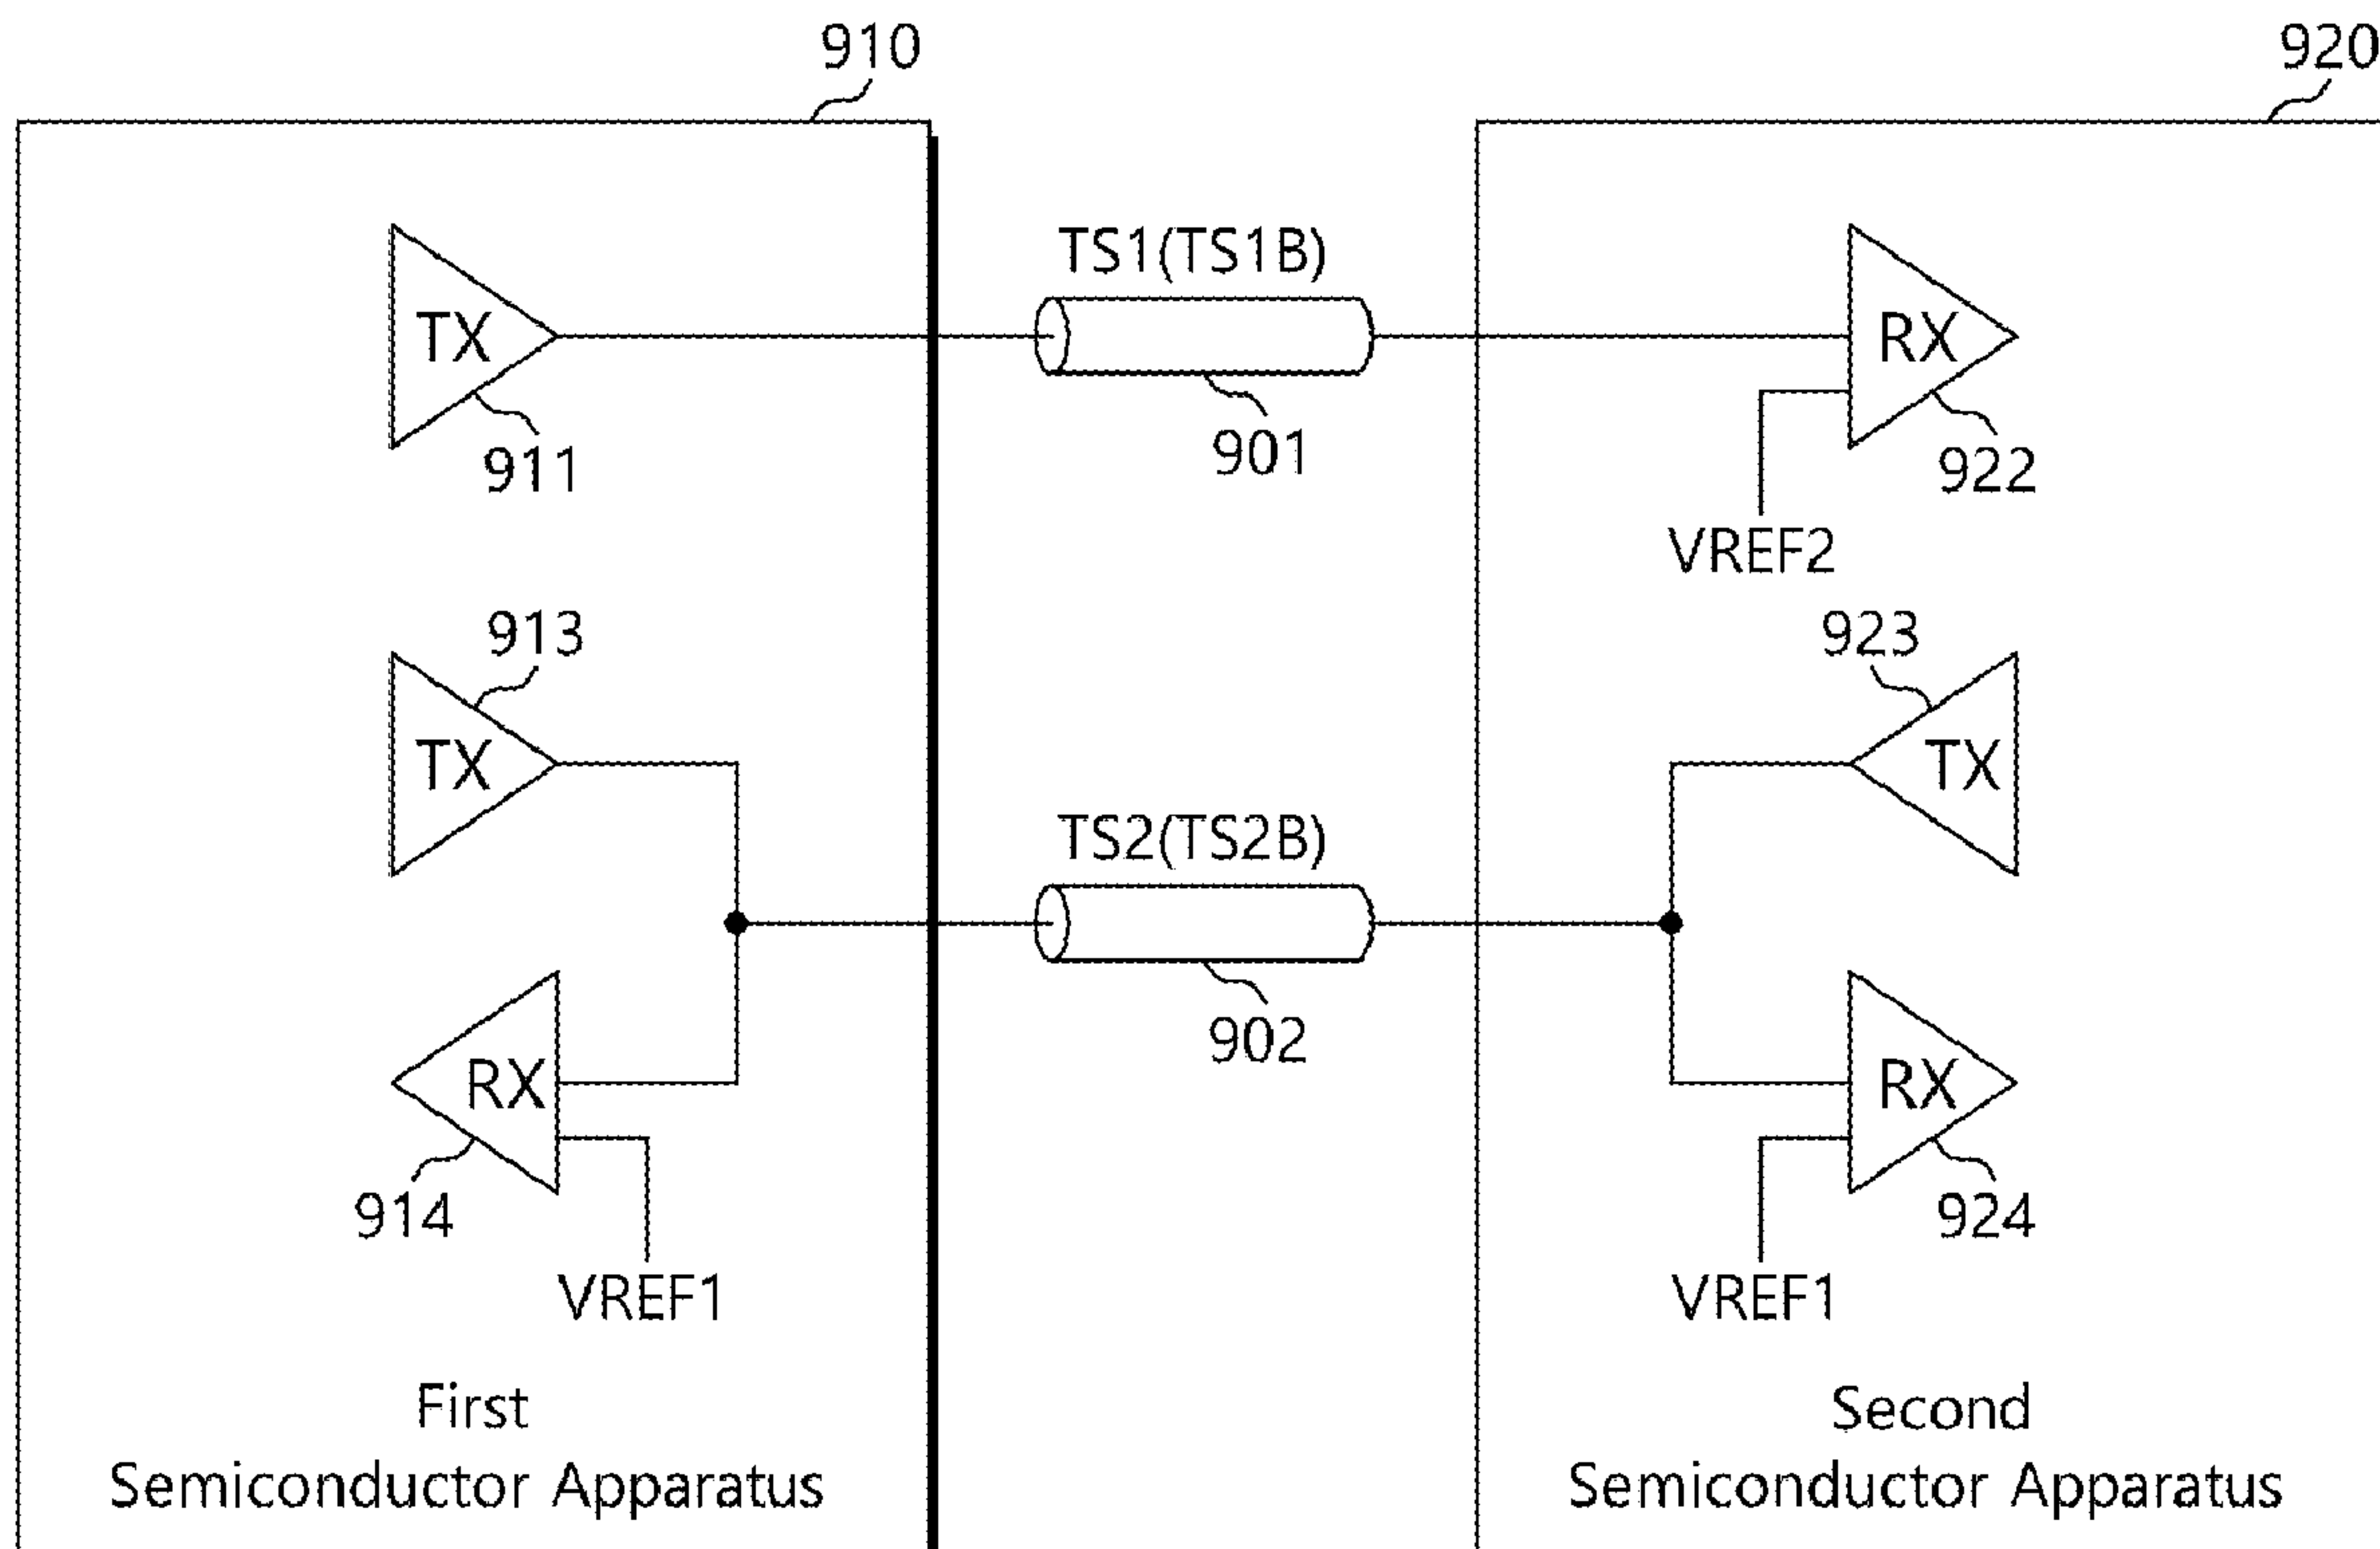 910
920
TS1(TS1B)
TX
RX
901
911
922
VREF2
913
923
TX
TX
TS2(TS2B)
902
RX
RX
914
924
VREF1
VREF1
First
Semiconductor Apparatus
Second
Semiconductor Apparatus